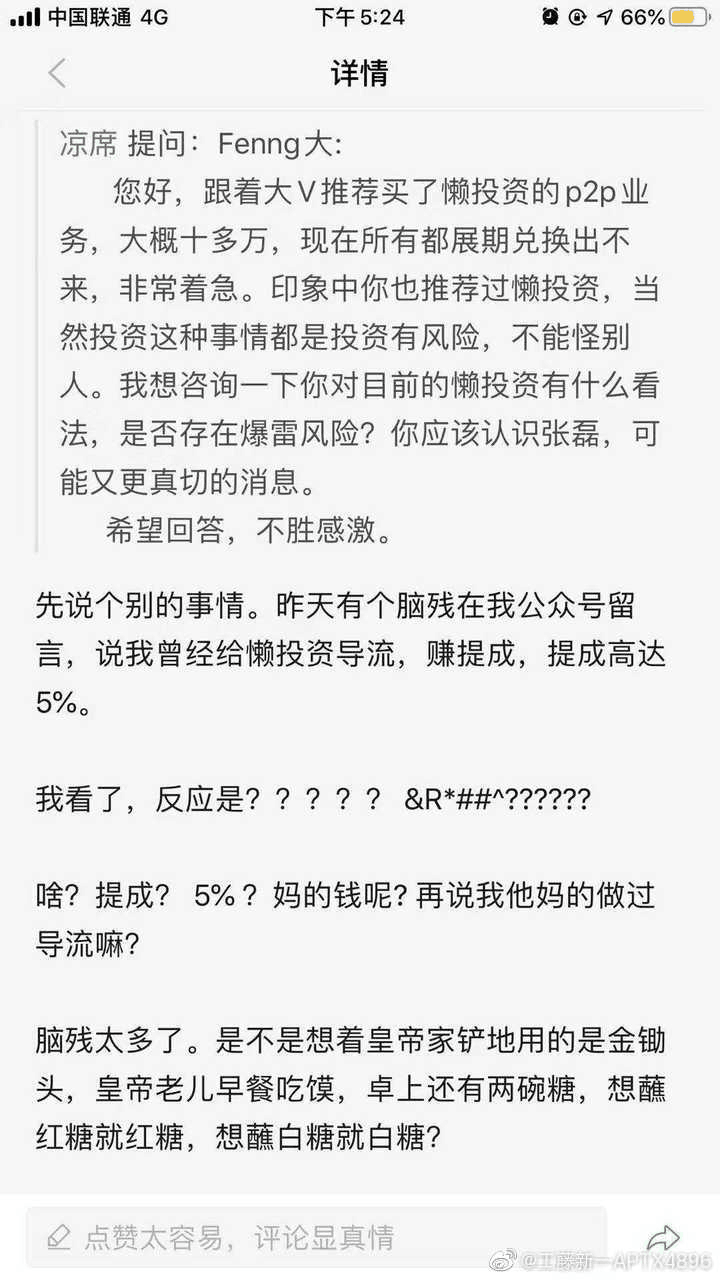 中国联通 4G 下午 5:24 66%
详情
凉席 提问：Fenng大:
您好，跟着大V推荐买了懒投资的p2p业
务，大概十多万，现在所有都展期兑换出不
来，非常着急。印象中你也推荐过懒投资，当
然投资这种事情都是投资有风险，不能怪别
人。我想咨询一下你对目前的懒投资有什么看
法，是否存在爆雷风险？你应该认识张磊，可
能又更真切的消息。
希望回答，不胜感激。
先说个别的事情。昨天有个脑残在我公众号留
言，说我曾经给懒投资导流，赚提成，提成高达
5%。
我看了，反应是？？？？？ &R*##^??????
啥？提成？ 5%？妈的钱呢? 再说我他妈的做过
导流嘛?
脑残太多了。是不是想着皇帝家铲地用的是金锄
头，皇帝老儿早餐吃馍，卓上还有两碗糖，想蘸
红糖就红糖，想蘸白糖就白糖?
点赞太容易，评论显真情
@工藤新一APTX4896